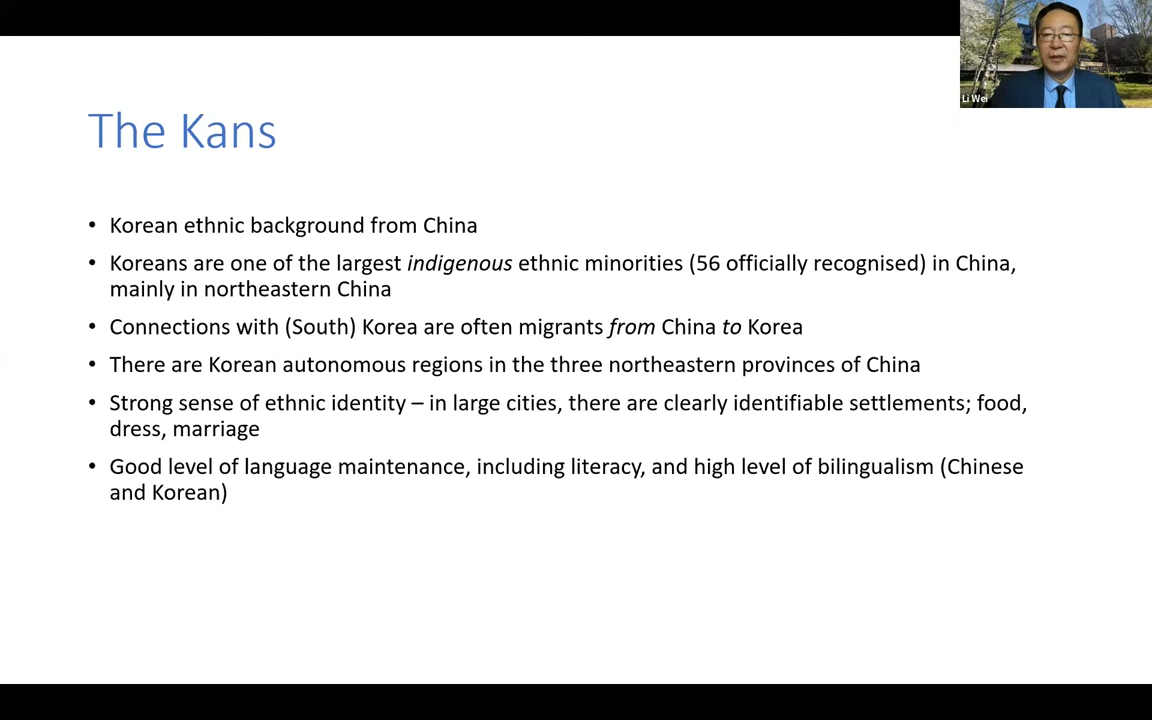 Li Wei
The Kans
• Korean ethnic background from China
• Koreans are one of the largest indigenous ethnic minorities (56 officially recognised) in China,
mainly in northeastern China
• Connections with (South) Korea are often migrants from China to Korea
• There are Korean autonomous regions in the three northeastern provinces of China
• Strong sense of ethnic identity – in large cities, there are clearly identifiable settlements; food,
dress, marriage
• Good level of language maintenance, including literacy, and high level of bilingualism (Chinese
and Korean)